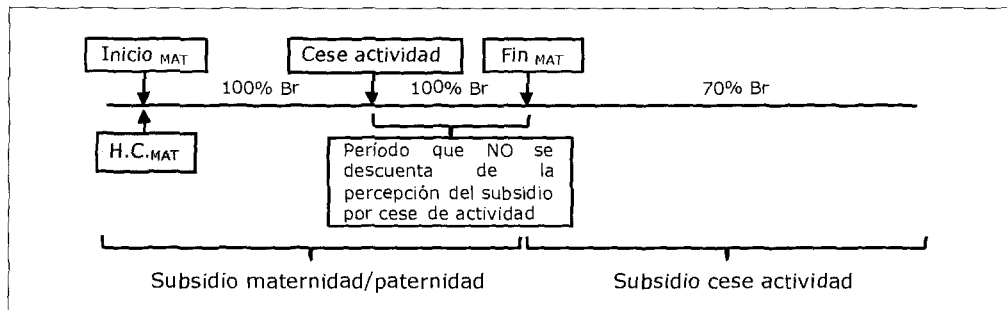 Inicio MAT
Cese actividad
Fin MAT
100% Br
100% Br
70% Br
H.C.MAT
Período que NO se
descuenta de la
percepción del subsidio
por cese de actividad
Subsidio maternidad/paternidad
Subsidio cese actividad